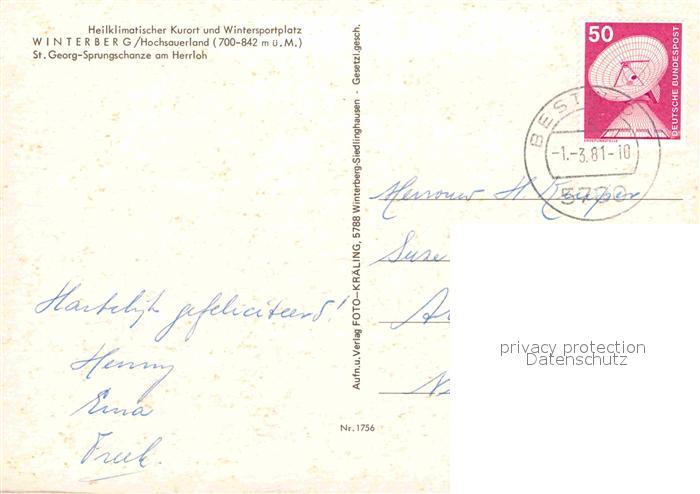 Heilklimatischer Kurort und Wintersportplatz
WINTERBERG/Hochsauerland (700-842 m ü.M.)
St. Georg-Sprungschanze am Herrloh
Hartelijk gefeliciteerd!
Henny
Ema
Freek.
Aufn.u.Verlag FOTO-KRÄLING, 5788 Winterberg-Siedlinghausen - Gesetzl.gesch.
Nr. 1756
50
DEUTSCHE BUNDESPOST
BEST
-1.-3.81-10
Mevrouw H.
privacy protection
Datenschutz